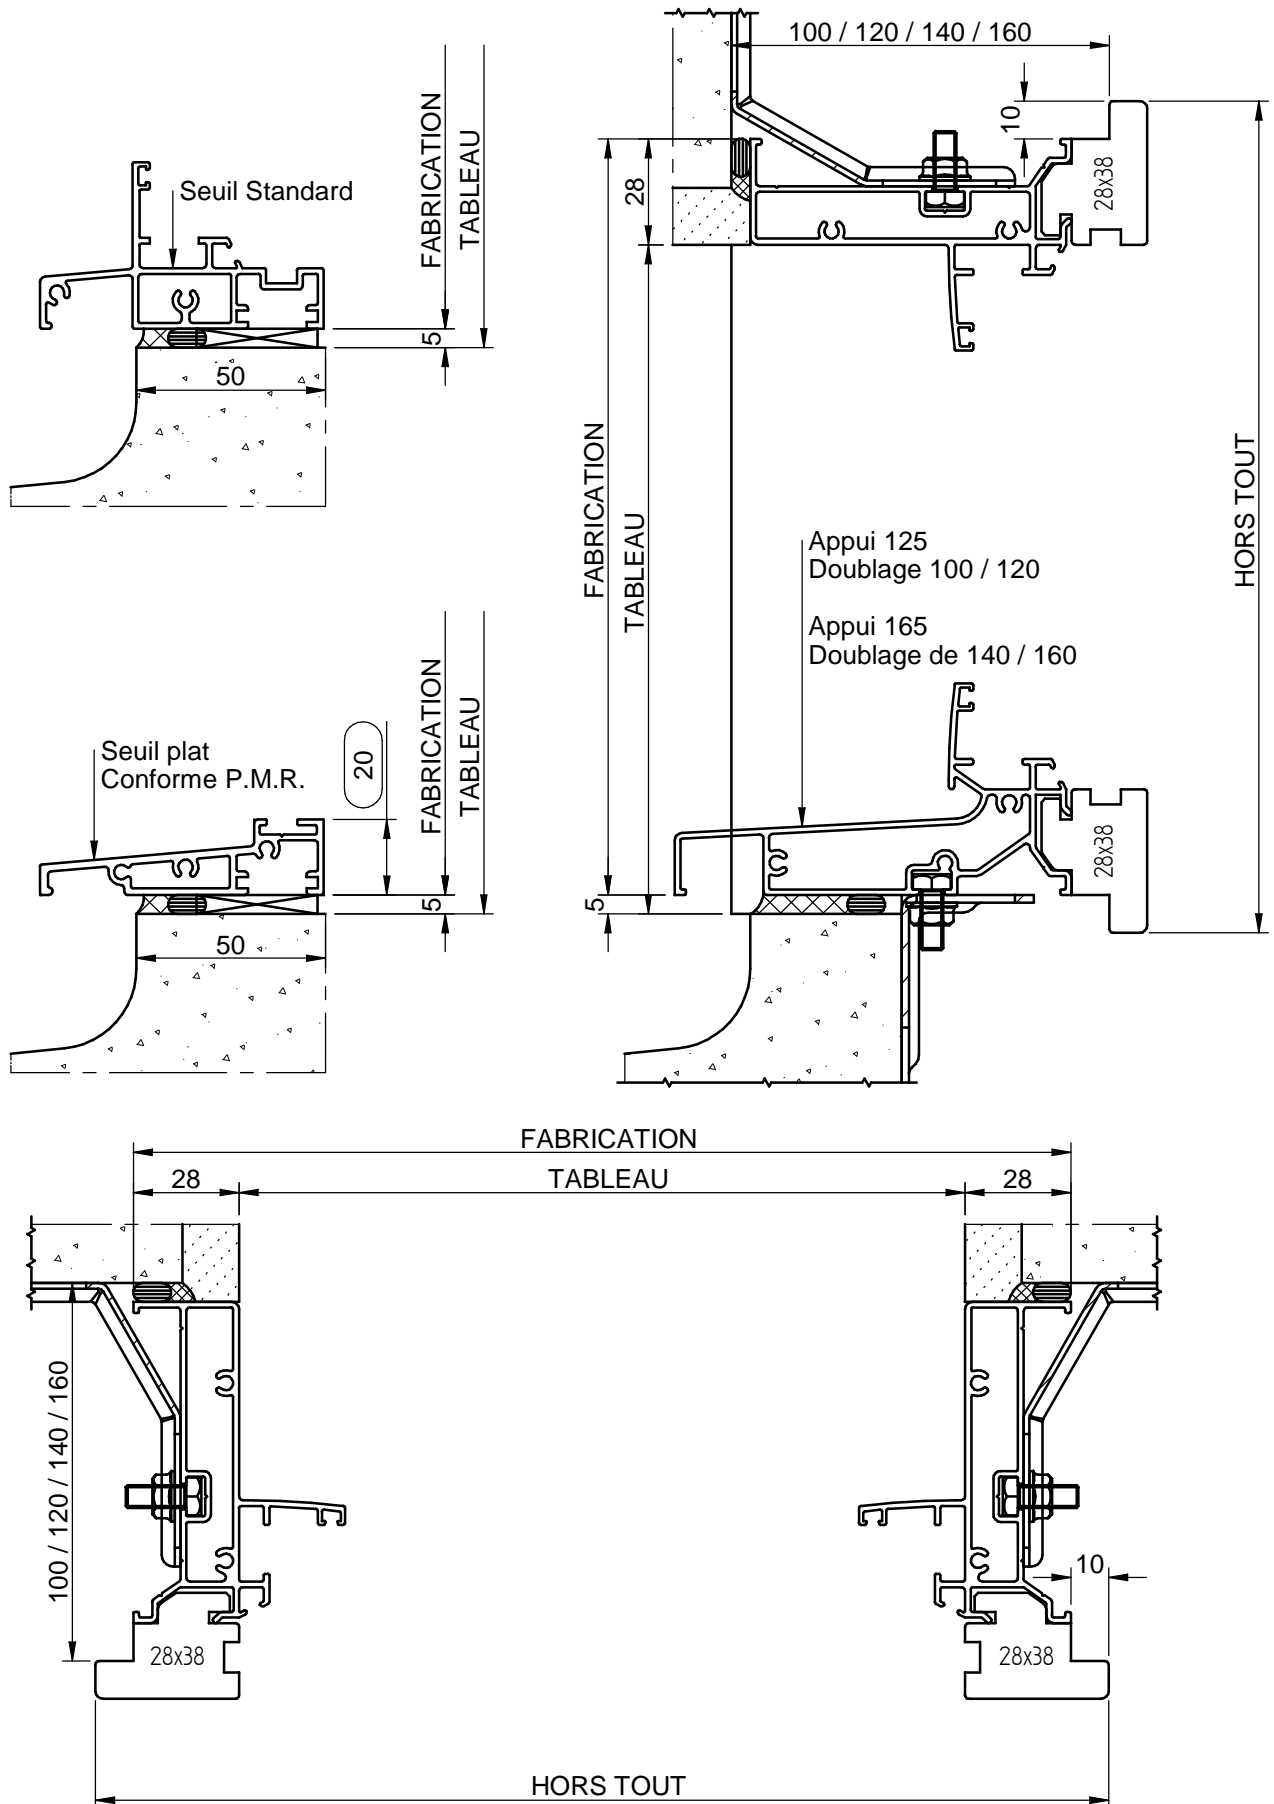 100 / 120 / 140 / 160
10
28x38
28
FABRICATION
TABLEAU
HORS TOUT
Seuil Standard
FABRICATION
TABLEAU
5
50
Appui 125
Doublage 100 / 120
Appui 165
Doublage de 140 / 160
28x38
5
Seuil plat
Conforme P.M.R.
20
FABRICATION
TABLEAU
5
50
FABRICATION
28
TABLEAU
28
100 / 120 / 140 / 160
10
28x38
28x38
HORS TOUT